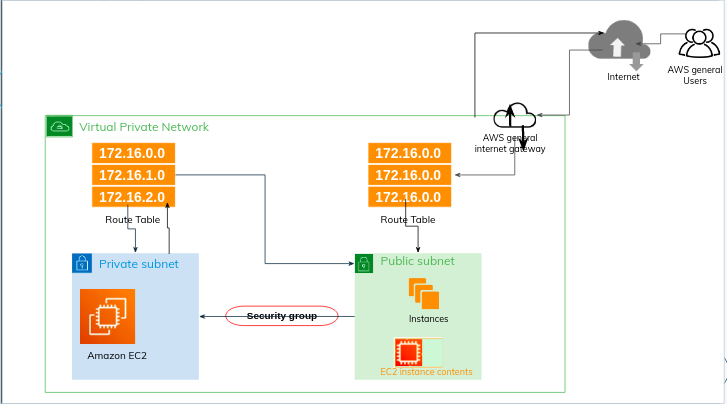 Internet
AWS general
Users
AWS general
internet gateway
Virtual Private Network
172.16.0.0
172.16.1.0
172.16.2.0
Route Table
172.16.0.0
172.16.0.0
172.16.0.0
Route Table
Private subnet
Amazon EC2
Security group
Public subnet
Instances
EC2 instance contents